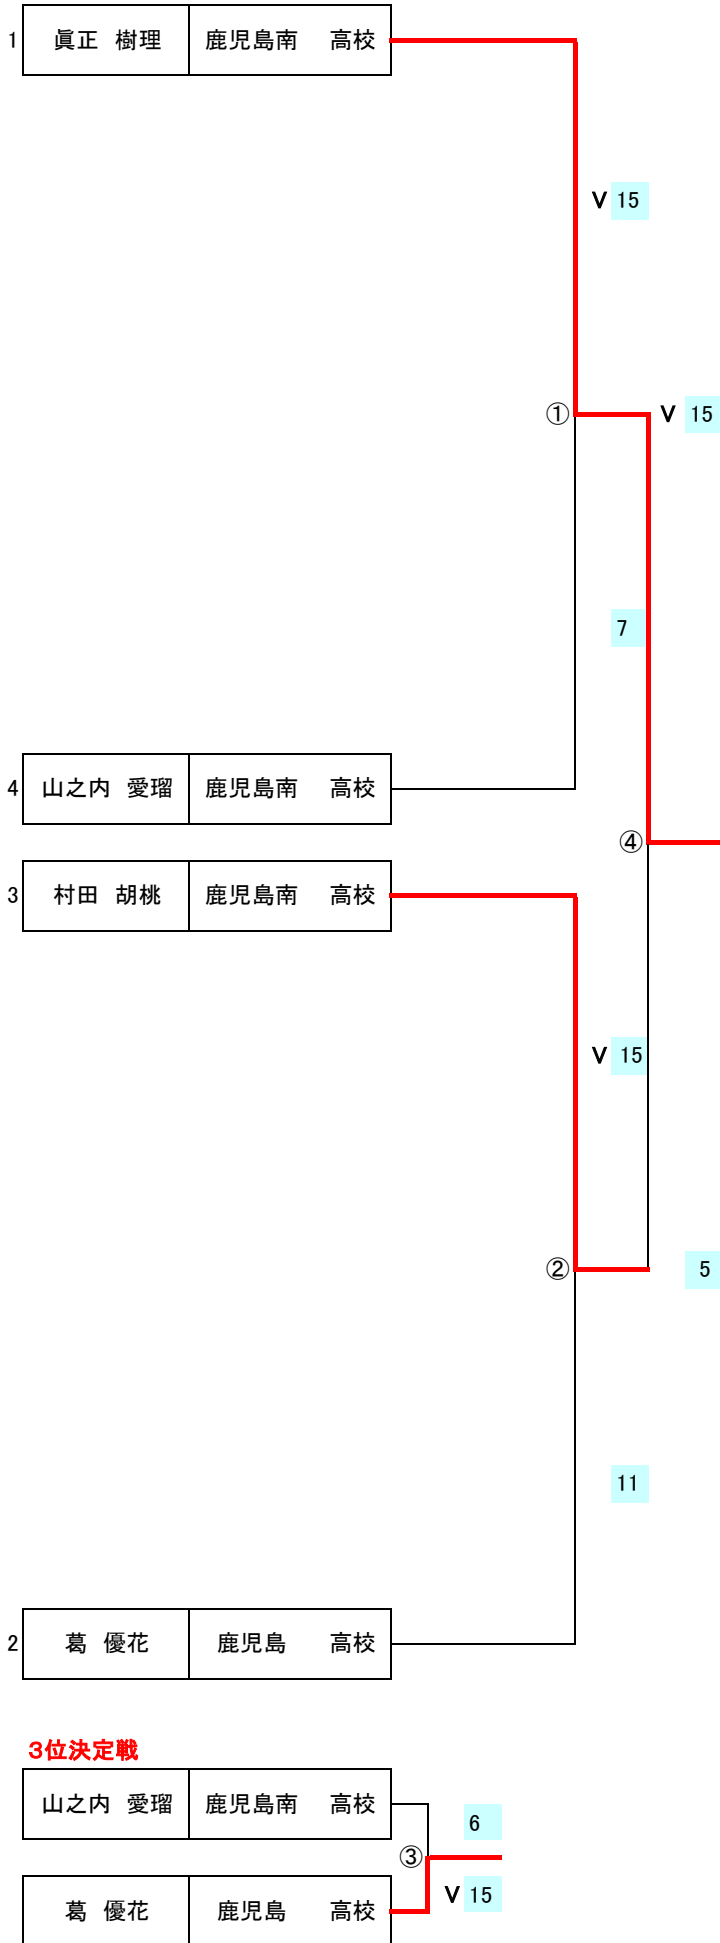 1 眞正 樹理 鹿児島南 高校
V 15
① V 15
7
4 山之内 愛瑠 鹿児島南 高校
④
3 村田 胡桃 鹿児島南 高校
V 15
② 5
11
2 葛 優花 鹿児島 高校
3位決定戦
山之内 愛瑠 鹿児島南 高校
6
③
V 15
葛 優花 鹿児島 高校